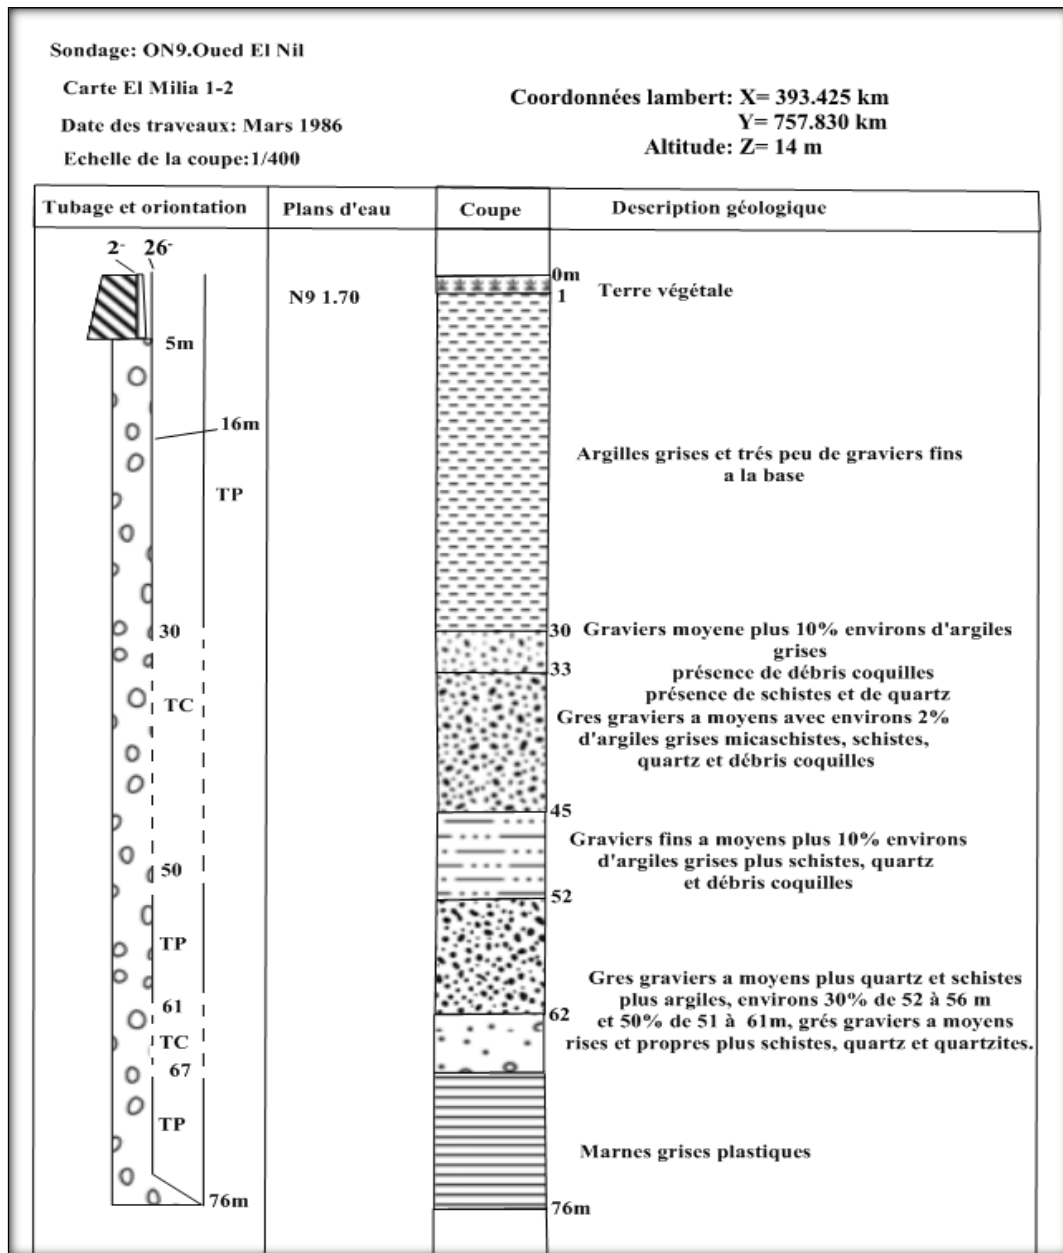 Sondage: ON9.Oued El Nil
Carte El Milia 1-2
Date des traveaux: Mars 1986
Echelle de la coupe:1/400
Coordonnées lambert: X= 393.425 km
Y= 757.830 km
Altitude: Z= 14 m
Tubage et oriontation
Plans d'eau
Coupe
Description géologique
2- 26-
5m
16m
TP
30
TC
50
TP
61
TC
67
TP
76m
N9 1.70
0m
1
30
33
45
52
62
76m
Terre végétale
Argilles grises et trés peu de graviers fins
a la base
Graviers moyene plus 10% environs d'argiles
grises
présence de débris coquilles
présence de schistes et de quartz
Gres graviers a moyens avec environs 2%
d'argiles grises micaschistes, schistes,
quartz et débris coquilles
Graviers fins a moyens plus 10% environs
d'argiles grises plus schistes, quartz
et débris coquilles
Gres graviers a moyens plus quartz et schistes
plus argiles, environs 30% de 52 à 56 m
et 50% de 51 à 61m, grés graviers a moyens
rises et propres plus schistes, quartz et quartzites.
Marnes grises plastiques